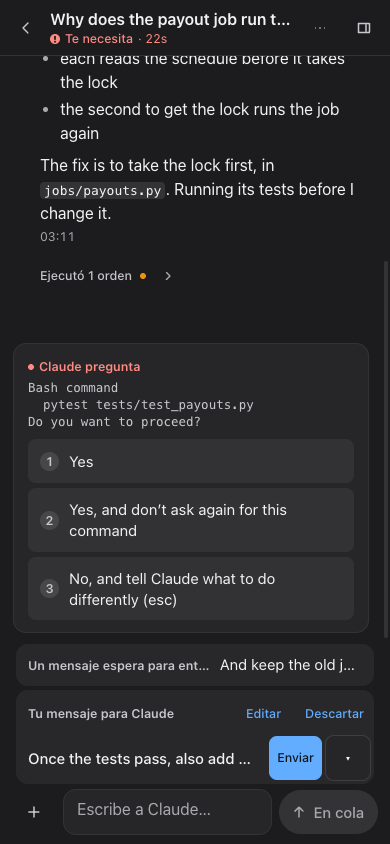 Why does the payout job run t...
Te necesita · 22s
each reads the schedule before it takes
the lock
the second to get the lock runs the job
again
The fix is to take the lock first, in
jobs/payouts.py. Running its tests before I
change it.
03:11
Ejecutó 1 orden
Claude pregunta
Bash command
pytest tests/test_payouts.py
Do you want to proceed?
1 Yes
2 Yes, and don’t ask again for this
command
3 No, and tell Claude what to do
differently (esc)
Un mensaje espera para ent... And keep the old j...
Tu mensaje para Claude Editar Descartar
Once the tests pass, also add ... Enviar
Escribe a Claude... En cola